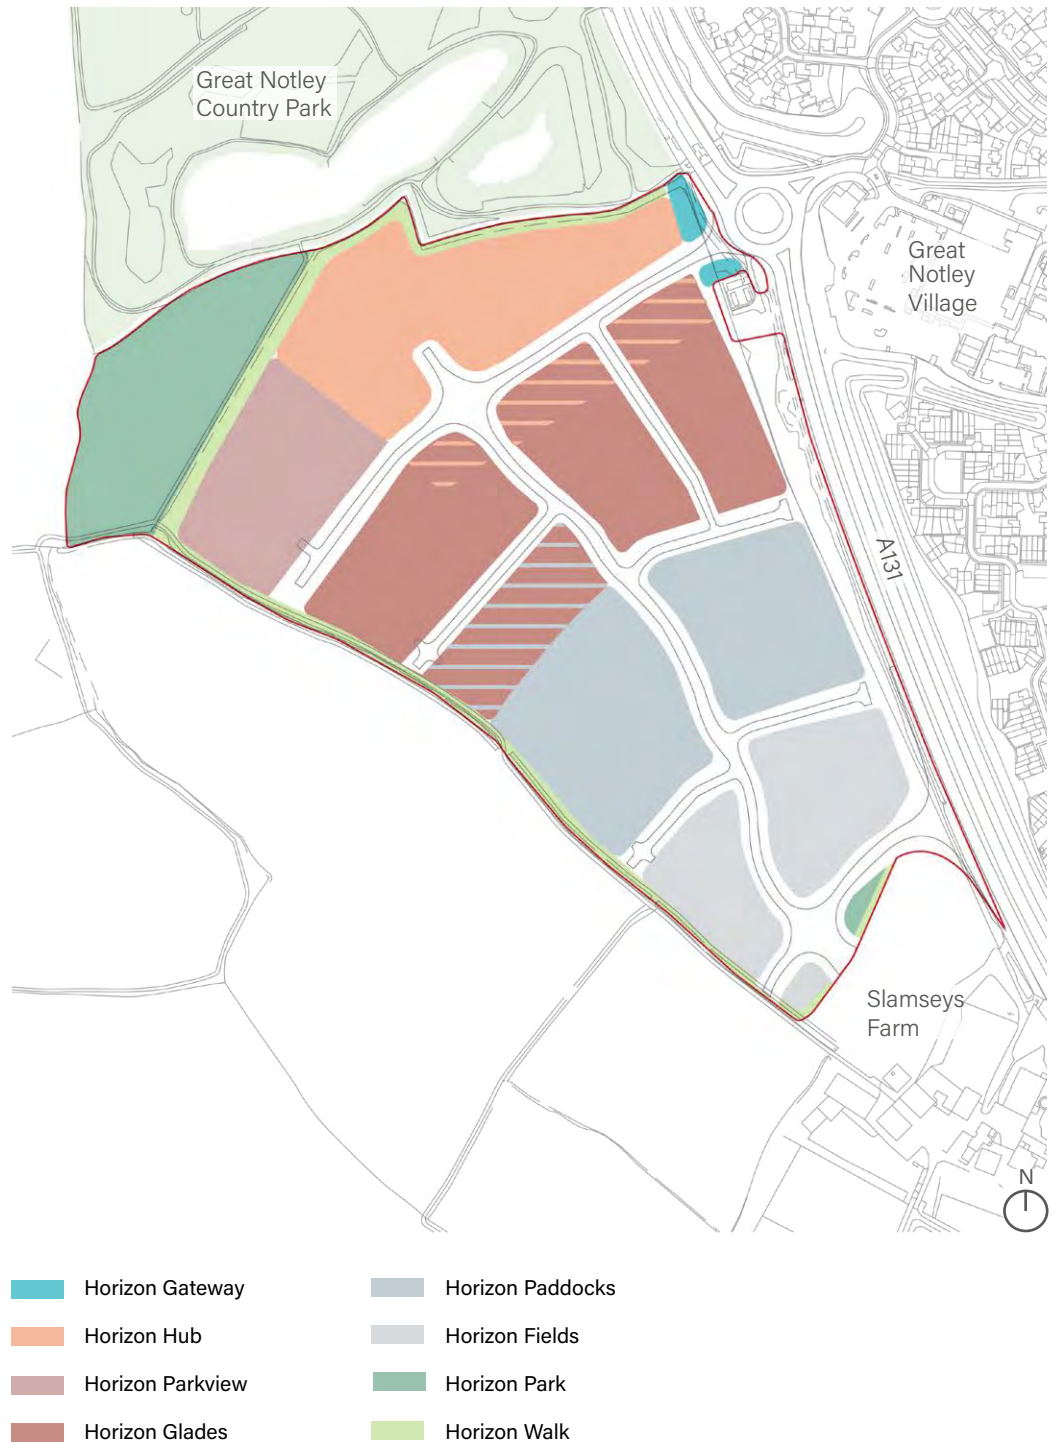 Great Notley
Country Park
Great
Notley
Village
A131
Slamseys
Farm
N
Horizon Gateway
Horizon Hub
Horizon Parkview
Horizon Glades
Horizon Paddocks
Horizon Fields
Horizon Park
Horizon Walk